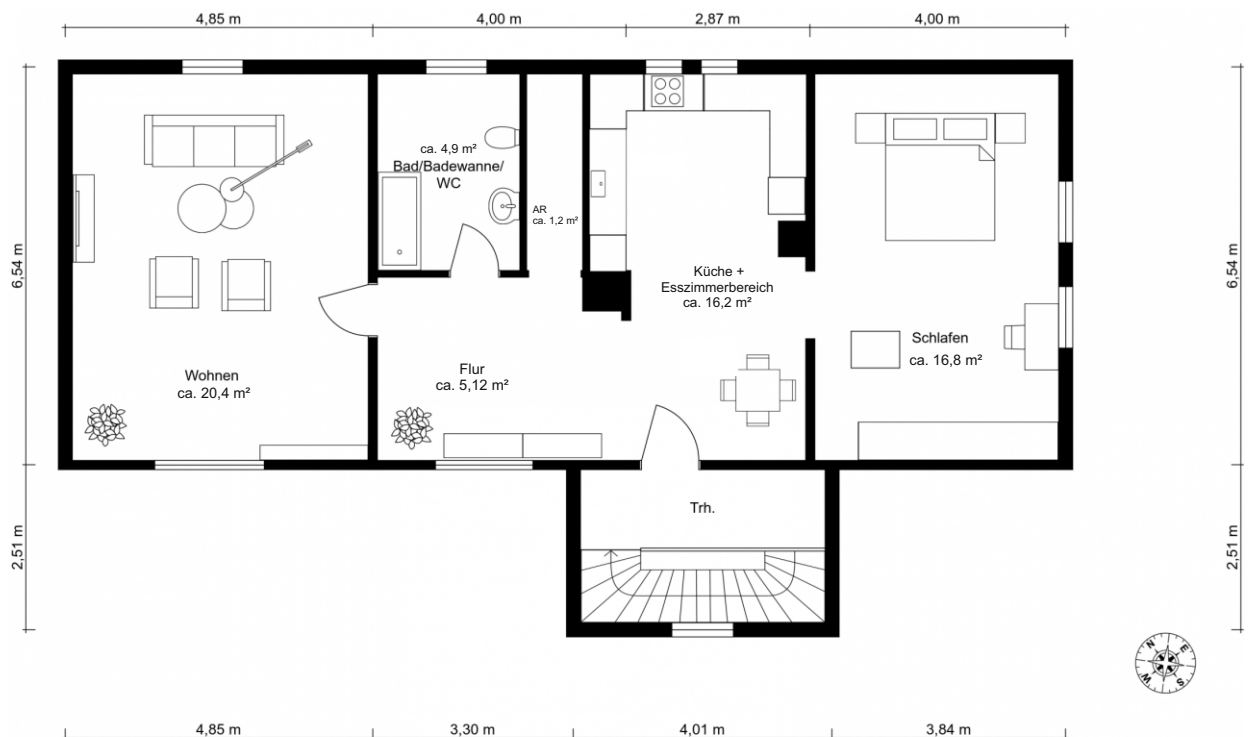 4,85 m
4,00 m
2,87 m
4,00 m
6,54 m
6,54 m
ca. 4,9 m²
Bad/Badewanne/
WC
AR
ca. 1,2 m²
Küche +
Esszimmerbereich
ca. 16,2 m²
Schlafen
ca. 16,8 m²
Wohnen
ca. 20,4 m²
Flur
ca. 5,12 m²
Trh.
2,51 m
2,51 m
N
E
W
S
4,85 m
3,30 m
4,01 m
3,84 m